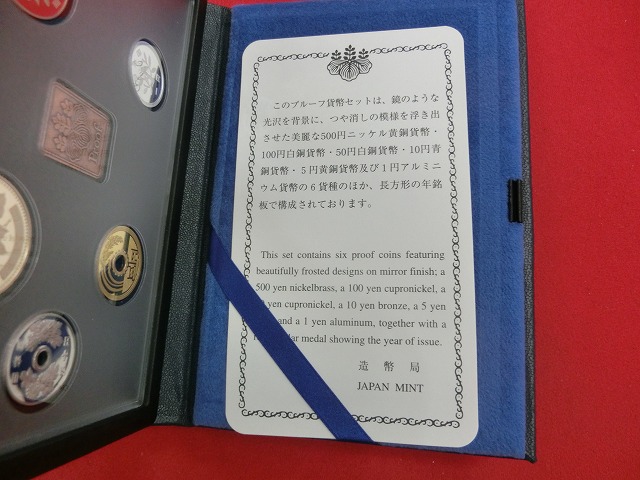 このプルーフ貨幣セットは、鏡のような
光沢を背景に、つや消しの模様を浮き出
させた美麗な500円ニッケル黄銅貨幣・
100円白銅貨幣・50円白銅貨幣・10円青
銅貨幣・5円黄銅貨幣及び1円アルミニ
ウム貨幣の6貨種のほか、長方形の年銘
板で構成されております。
This set contains six proof coins featuring
beautifully frosted designs on mirror finish; a
500 yen nickelbrass, a 100 yen cupronickel, a
yen cupronickel, a 10 yen bronze, a 5 yen
and a 1 yen aluminum, together with a
medal showing the year of issue.
造幣局
JAPAN MINT